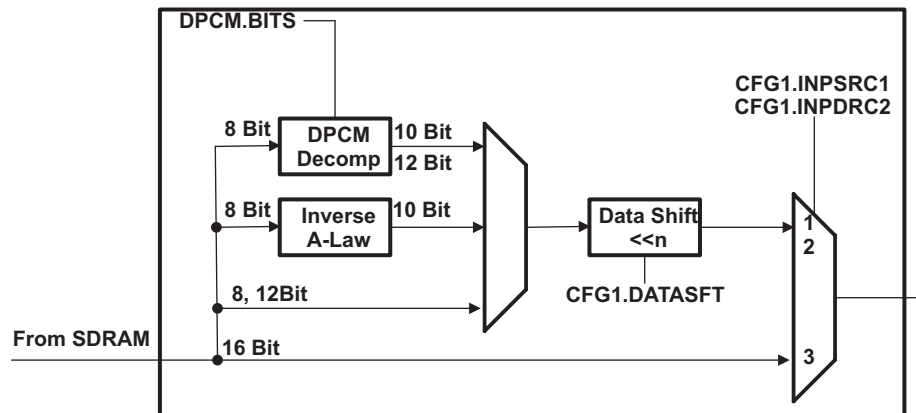 DPCM.BITS
CFG1.INPSRC1
CFG1.INPDRC2
8 Bit
DPCM
Decomp
10 Bit
12 Bit
8 Bit
Inverse
A-Law
10 Bit
Data Shift
<<n
1
2
8, 12Bit
CFG1.DATASFT
From SDRAM
16 Bit
3